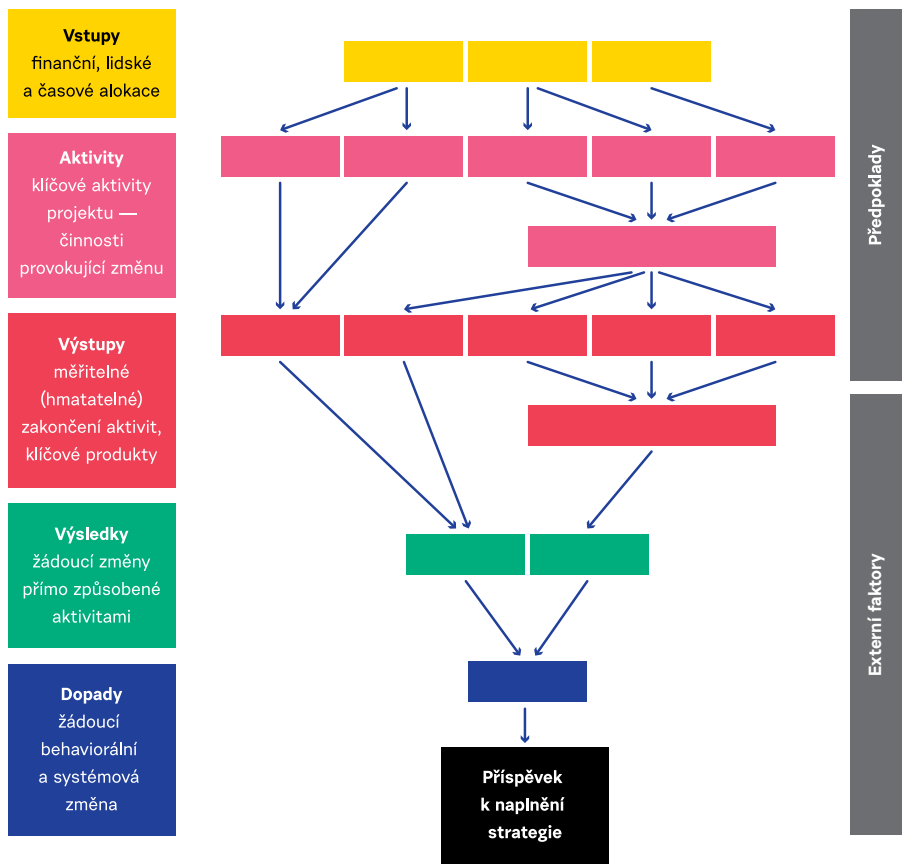 Vstupy
finanční, lidské
a časové alokace
Aktivity
klíčové aktivity
projektu —
činnosti
provokující změnu
Výstupy
měřitelné
(hmatatelné)
zakončení aktivit,
klíčové produkty
Výsledky
žádoucí změny
přímo způsobené
aktivitami
Dopady
žádoucí
behaviorální
a systémová
změna
Příspěvek
k naplnění
strategie
Předpoklady
Externí faktory